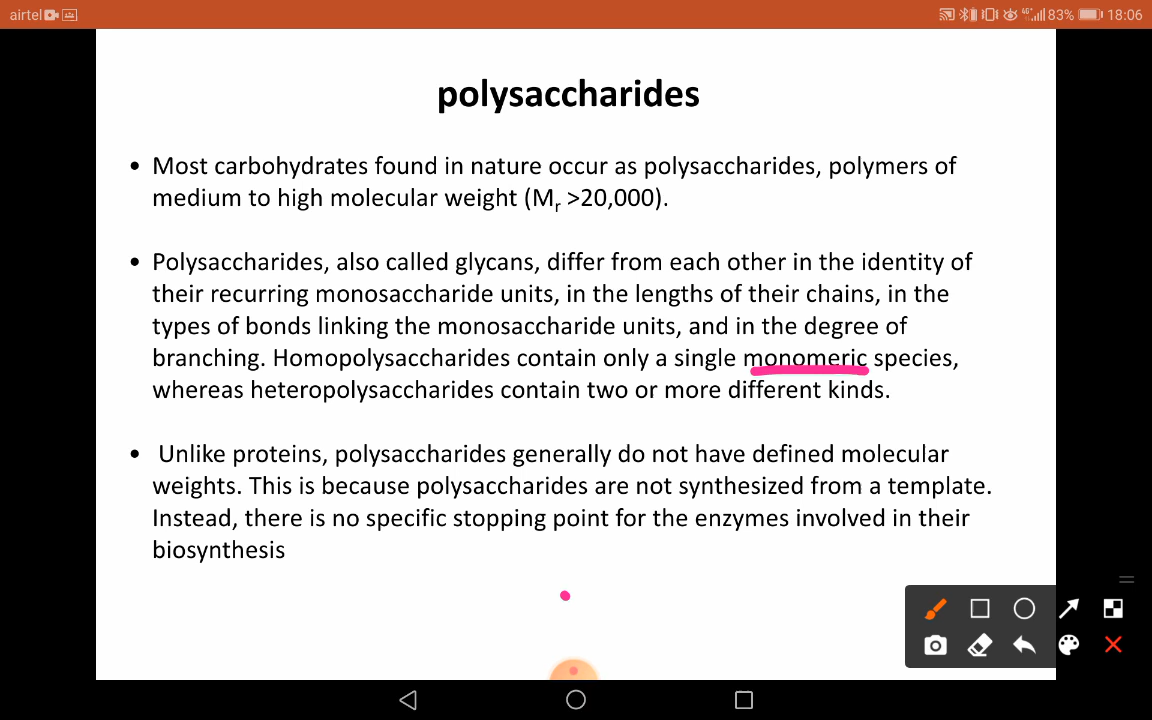 airtel 4G 83% 18:06
polysaccharides
• Most carbohydrates found in nature occur as polysaccharides, polymers of
medium to high molecular weight (Mr >20,000).
• Polysaccharides, also called glycans, differ from each other in the identity of
their recurring monosaccharide units, in the lengths of their chains, in the
types of bonds linking the monosaccharide units, and in the degree of
branching. Homopolysaccharides contain only a single monomeric species,
whereas heteropolysaccharides contain two or more different kinds.
• Unlike proteins, polysaccharides generally do not have defined molecular
weights. This is because polysaccharides are not synthesized from a template.
Instead, there is no specific stopping point for the enzymes involved in their
biosynthesis